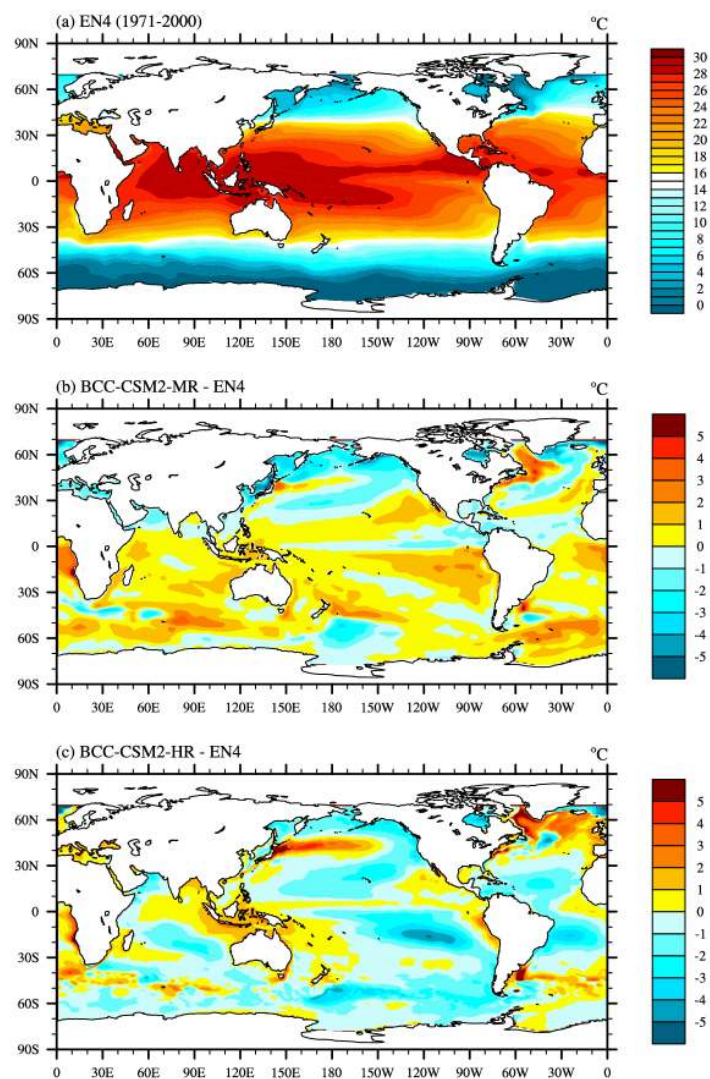 (a) EN4 (1971-2000) °C
90N
60N
30N
0
30S
60S
90S
0 30E 60E 90E 120E 150E 180 150W 120W 90W 60W 30W 0
30
28
26
24
22
20
18
16
14
12
10
8
6
4
2
0
(b) BCC-CSM2-MR - EN4 °C
90N
60N
30N
0
30S
60S
90S
0 30E 60E 90E 120E 150E 180 150W 120W 90W 60W 30W 0
5
4
3
2
1
0
-1
-2
-3
-4
-5
(c) BCC-CSM2-HR - EN4 °C
90N
60N
30N
0
30S
60S
90S
0 30E 60E 90E 120E 150E 180 150W 120W 90W 60W 30W 0
5
4
3
2
1
0
-1
-2
-3
-4
-5